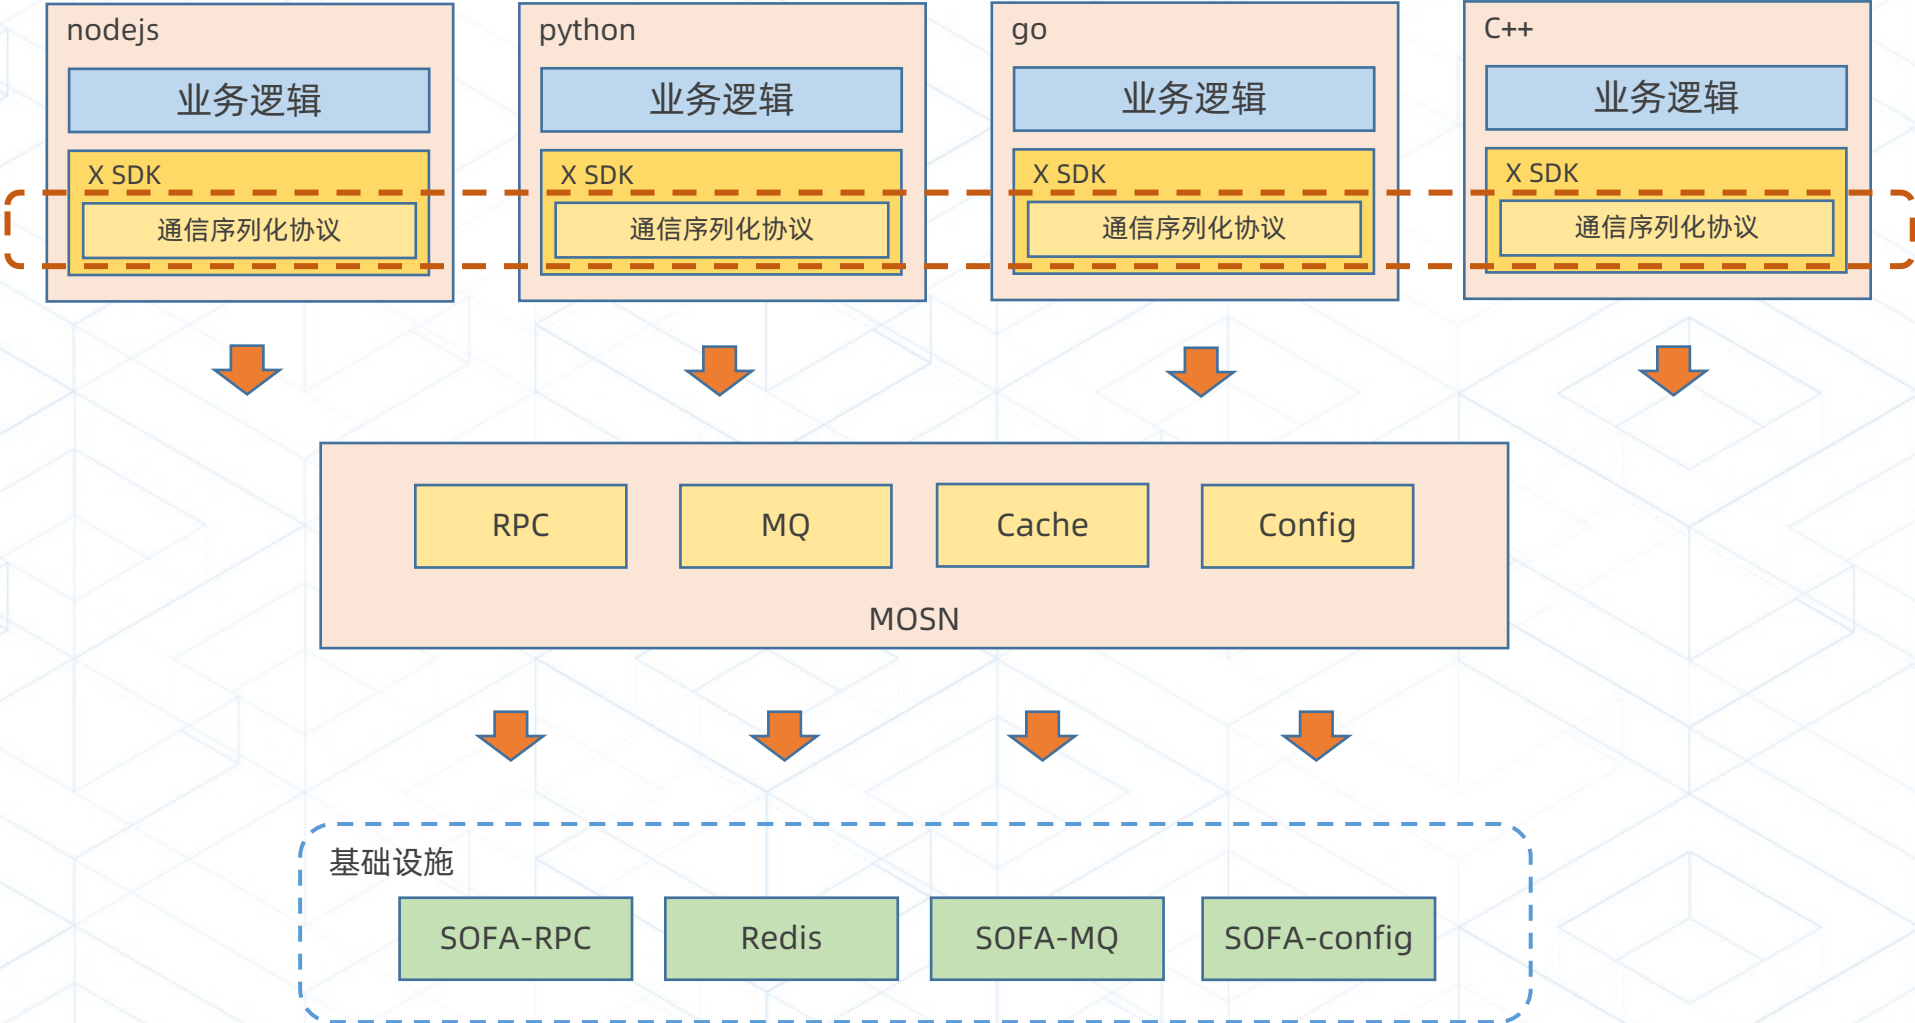 nodejs
业务逻辑
X SDK
通信序列化协议
python
业务逻辑
X SDK
通信序列化协议
go
业务逻辑
X SDK
通信序列化协议
C++
业务逻辑
X SDK
通信序列化协议
RPC
MQ
Cache
Config
MOSN
基础设施
SOFA-RPC
Redis
SOFA-MQ
SOFA-config